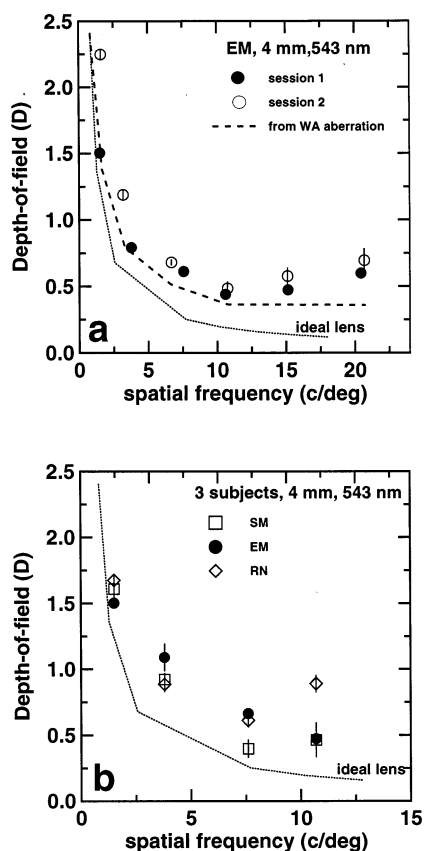 2.5
2.0
1.5
1.0
0.5
0.0
Depth-of-field (D)
EM, 4 mm,543 nm
session 1
session 2
from WA aberration
ideal lens
a
0 5 10 15 20
spatial frequency (c/deg)
2.5
2.0
1.5
1.0
0.5
0.0
Depth-of-field (D)
3 subjects, 4 mm, 543 nm
SM
EM
RN
ideal lens
b
0 5 10 15
spatial frequency (c/deg)